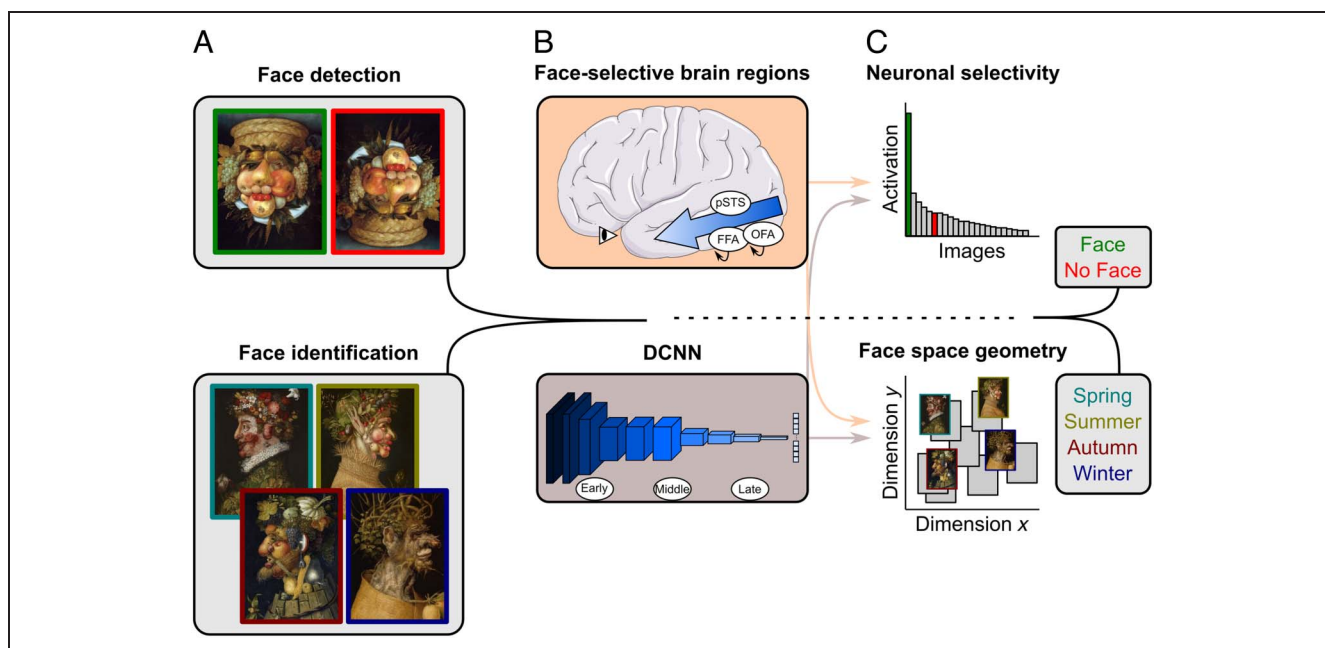 A
Face detection
Face identification
B
Face-selective brain regions
pSTS
FFA
OFA
DCNN
Early
Middle
Late
C
Neuronal selectivity
Activation
Images
Face
No Face
Face space geometry
Dimension y
Dimension x
Spring
Summer
Autumn
Winter